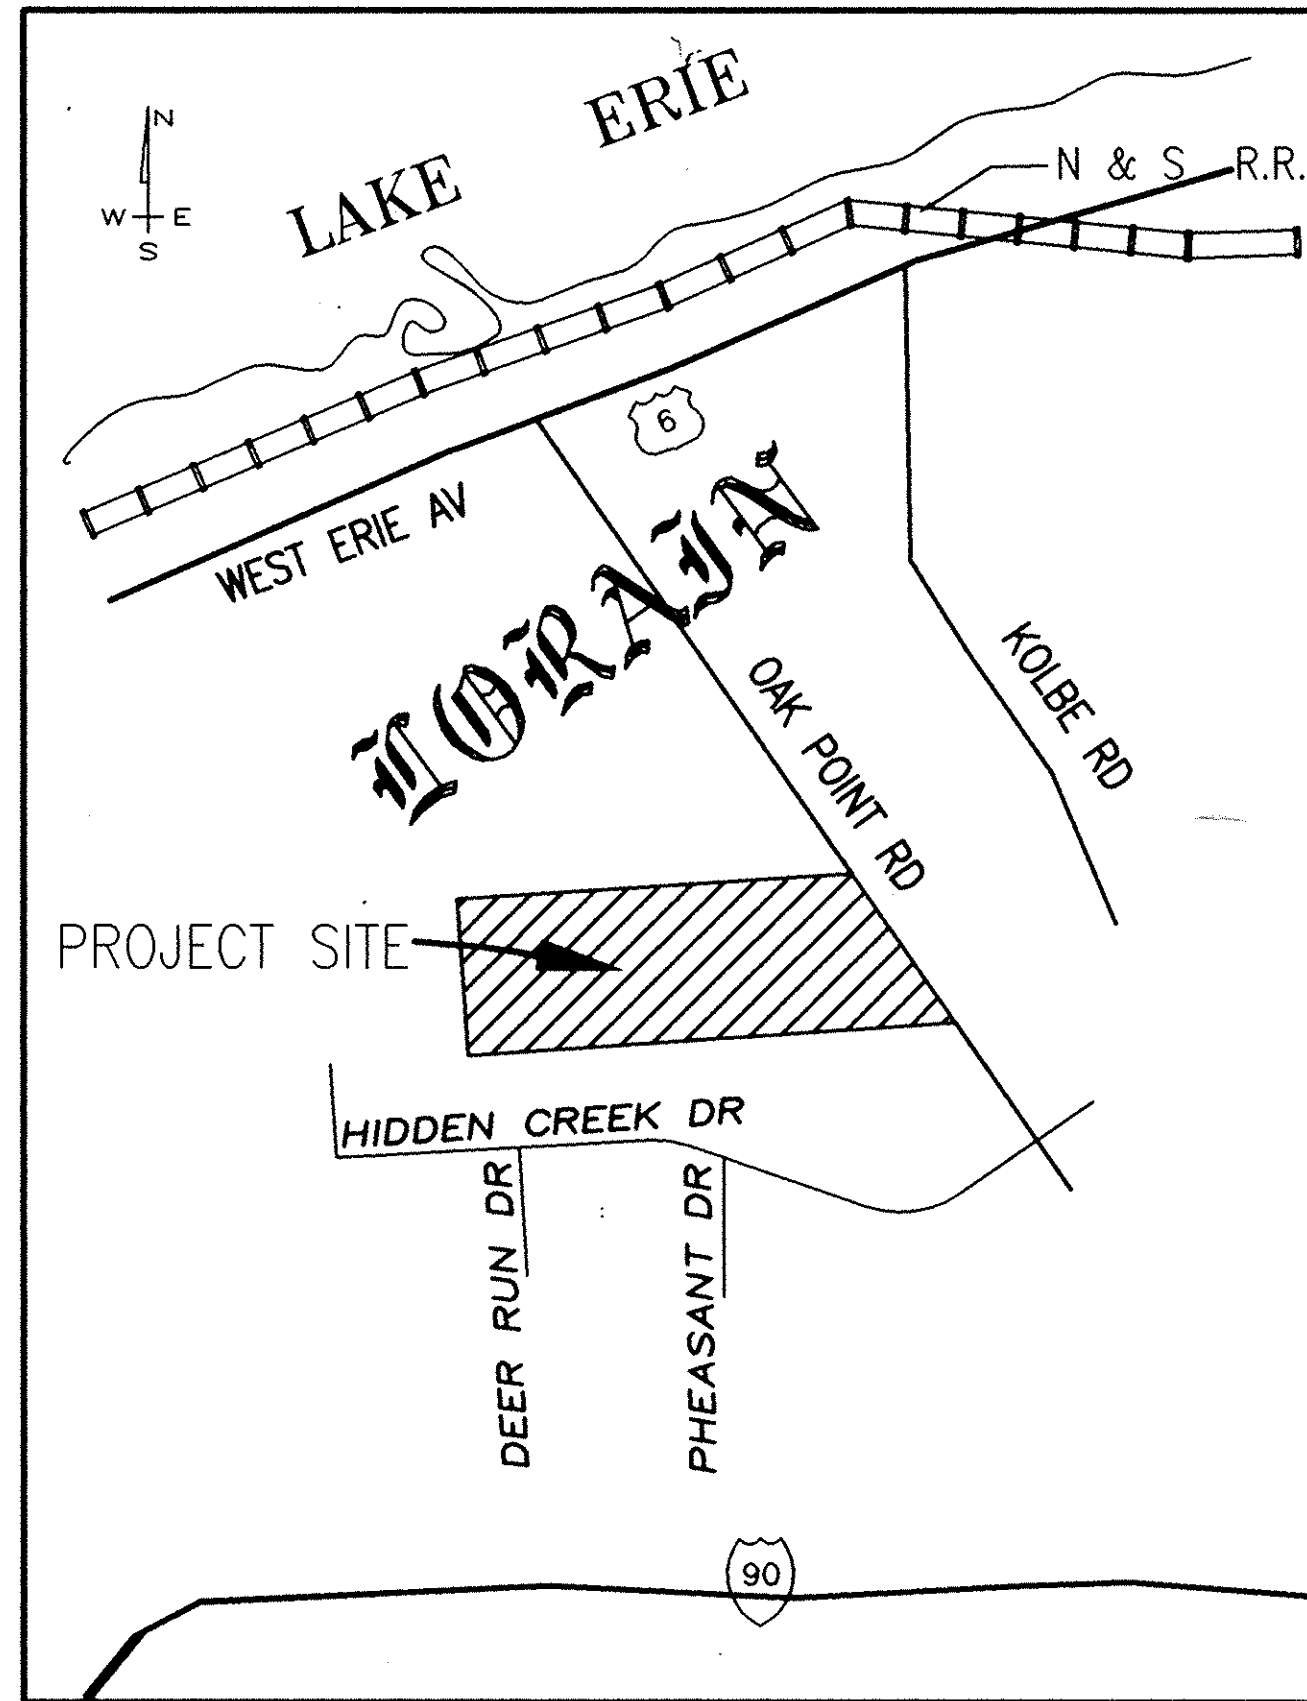 LAKE ERIE
N
W E
S
N & S R.R.
6
WEST ERIE AV
LORAIN
OAK POINT RD
KOLBE RD
PROJECT SITE
HIDDEN CREEK DR
DEER RUN DR
PHEASANT DR
90